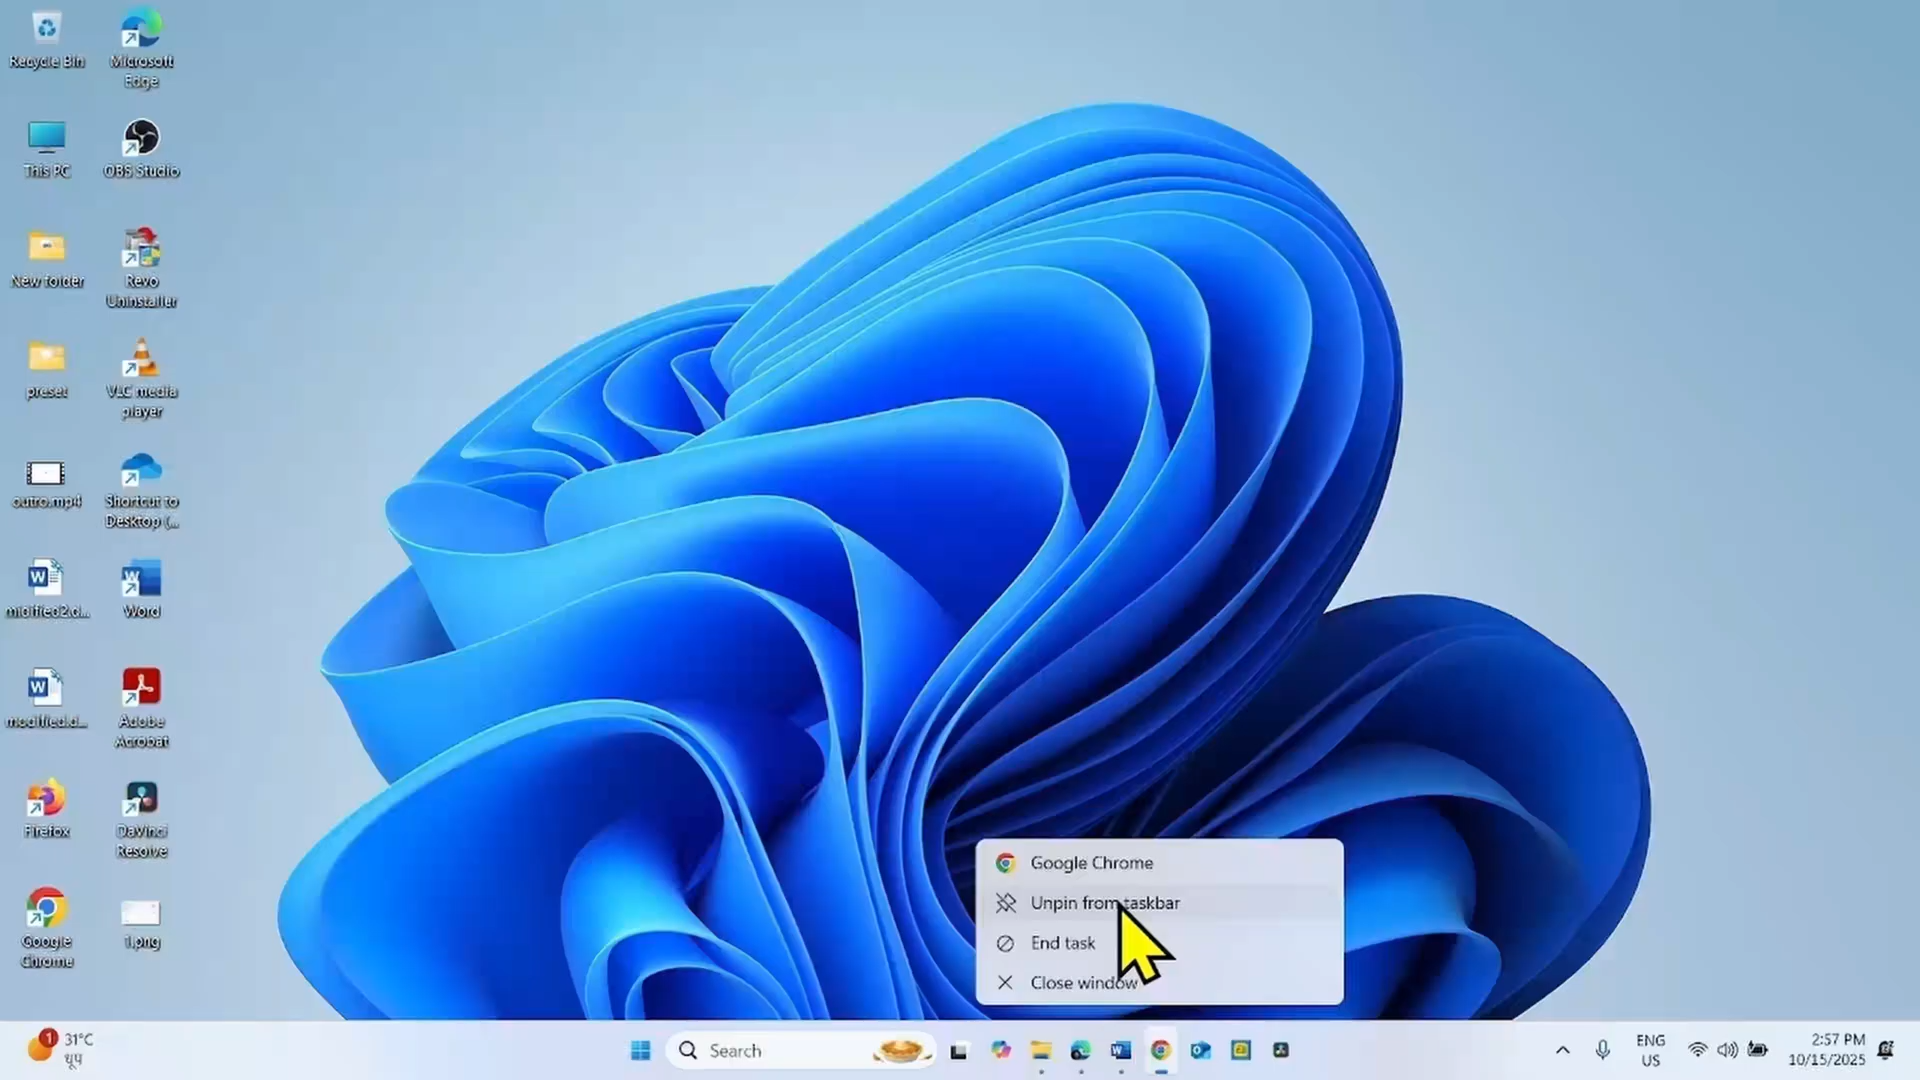 Recycle Bin
Microsoft
Edge
This PC
OBS Studio
New folder
Revo
Uninstaller
preset
VLC media
player
outro.mp4
Shortcut to
Desktop (...
Word
modified.d...
Adobe
Acrobat
Firefox
DaVinci
Resolve
Google
Chrome
1.png
Google Chrome
Unpin from taskbar
End task
Close window
1
31°C
धूप
Search
ENG
US
2:57 PM
10/15/2025